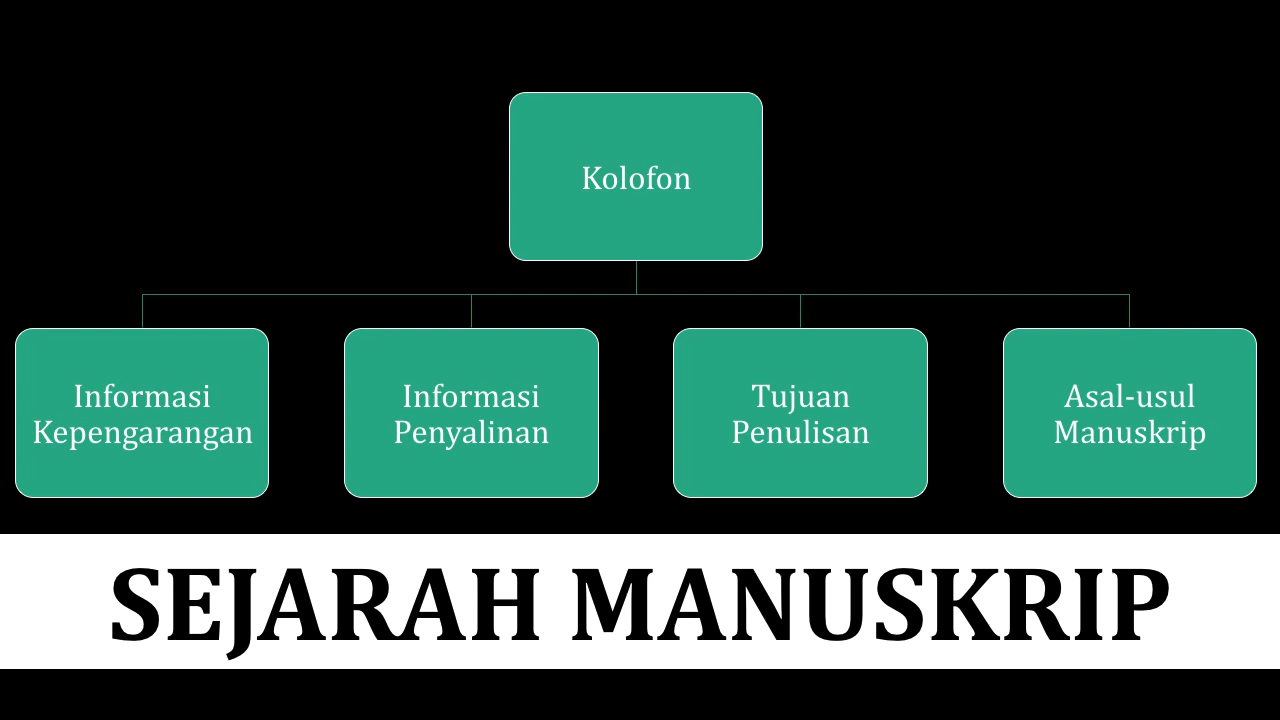 Kolofon
Informasi
Kepengarangan
Informasi
Penyalinan
Tujuan
Penulisan
Asal-usul
Manuskrip
SEJARAH MANUSKRIP